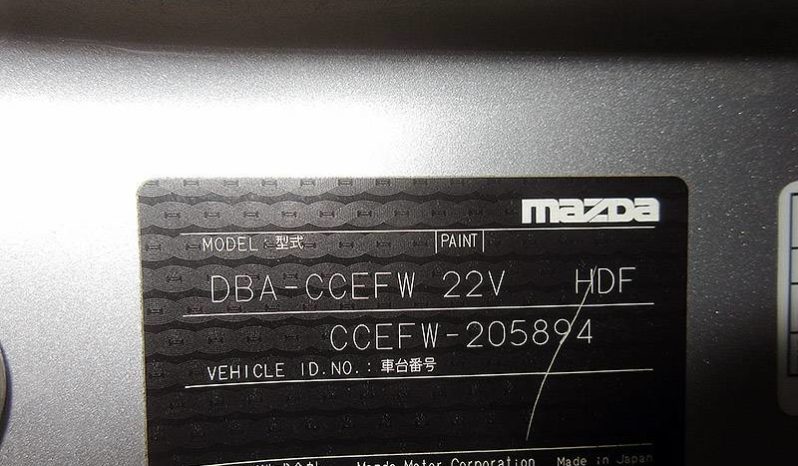 mazda
MODEL : 型式 PAINT
DBA-CCEFW 22V HDF
CCEFW-205894
VEHICLE ID.NO. : 車台番号
Mazda Motor Corporation Made in Japan